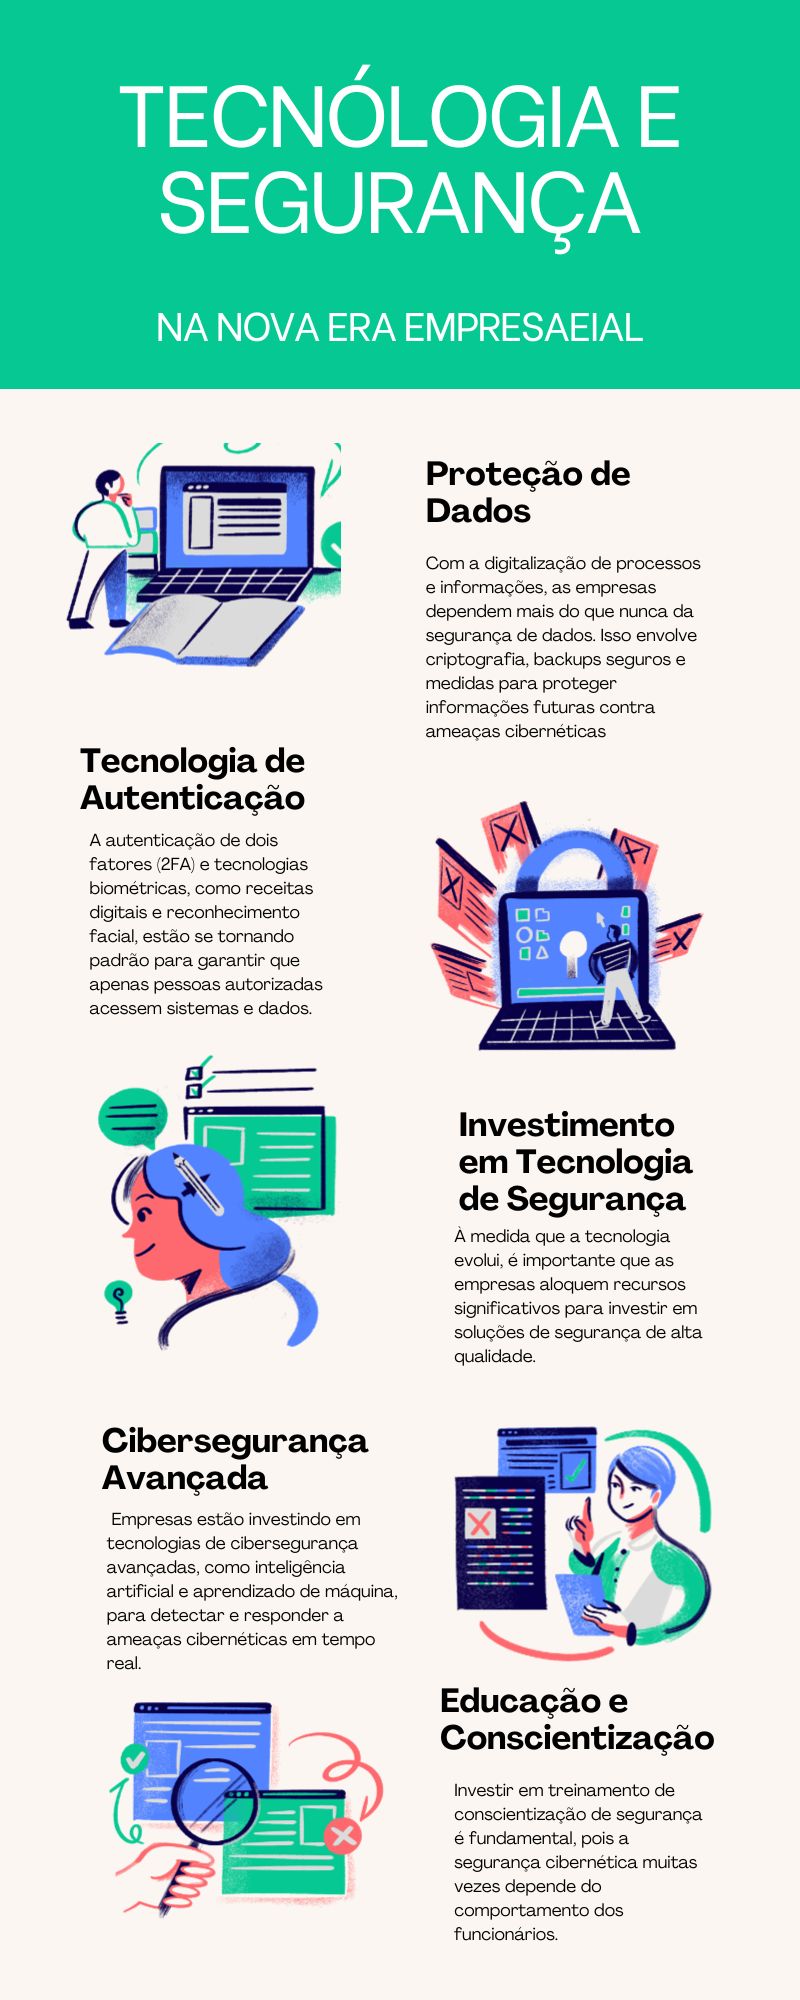 TECNÓLOGIA E
SEGURANÇA
NA NOVA ERA EMPRESAEIAL
Proteção de
Dados
Com a digitalização de processos
e informações, as empresas
dependem mais do que nunca da
segurança de dados. Isso envolve
criptografia, backups seguros e
medidas para proteger
informações futuras contra
ameaças cibernéticas
Tecnologia de
Autenticação
A autenticação de dois
fatores (2FA) e tecnologias
biométricas, como receitas
digitais e reconhecimento
facial, estão se tornando
padrão para garantir que
apenas pessoas autorizadas
acessem sistemas e dados.
Investimento
em Tecnologia
de Segurança
À medida que a tecnologia
evolui, é importante que as
empresas aloquem recursos
significativos para investir em
soluções de segurança de alta
qualidade.
Cibersegurança
Avançada
Empresas estão investindo em
tecnologias de cibersegurança
avançadas, como inteligência
artificial e aprendizado de máquina,
para detectar e responder a
ameaças cibernéticas em tempo
real.
Educação e
Conscientização
Investir em treinamento de
conscientização de segurança
é fundamental, pois a
segurança cibernética muitas
vezes depende do
comportamento dos
funcionários.